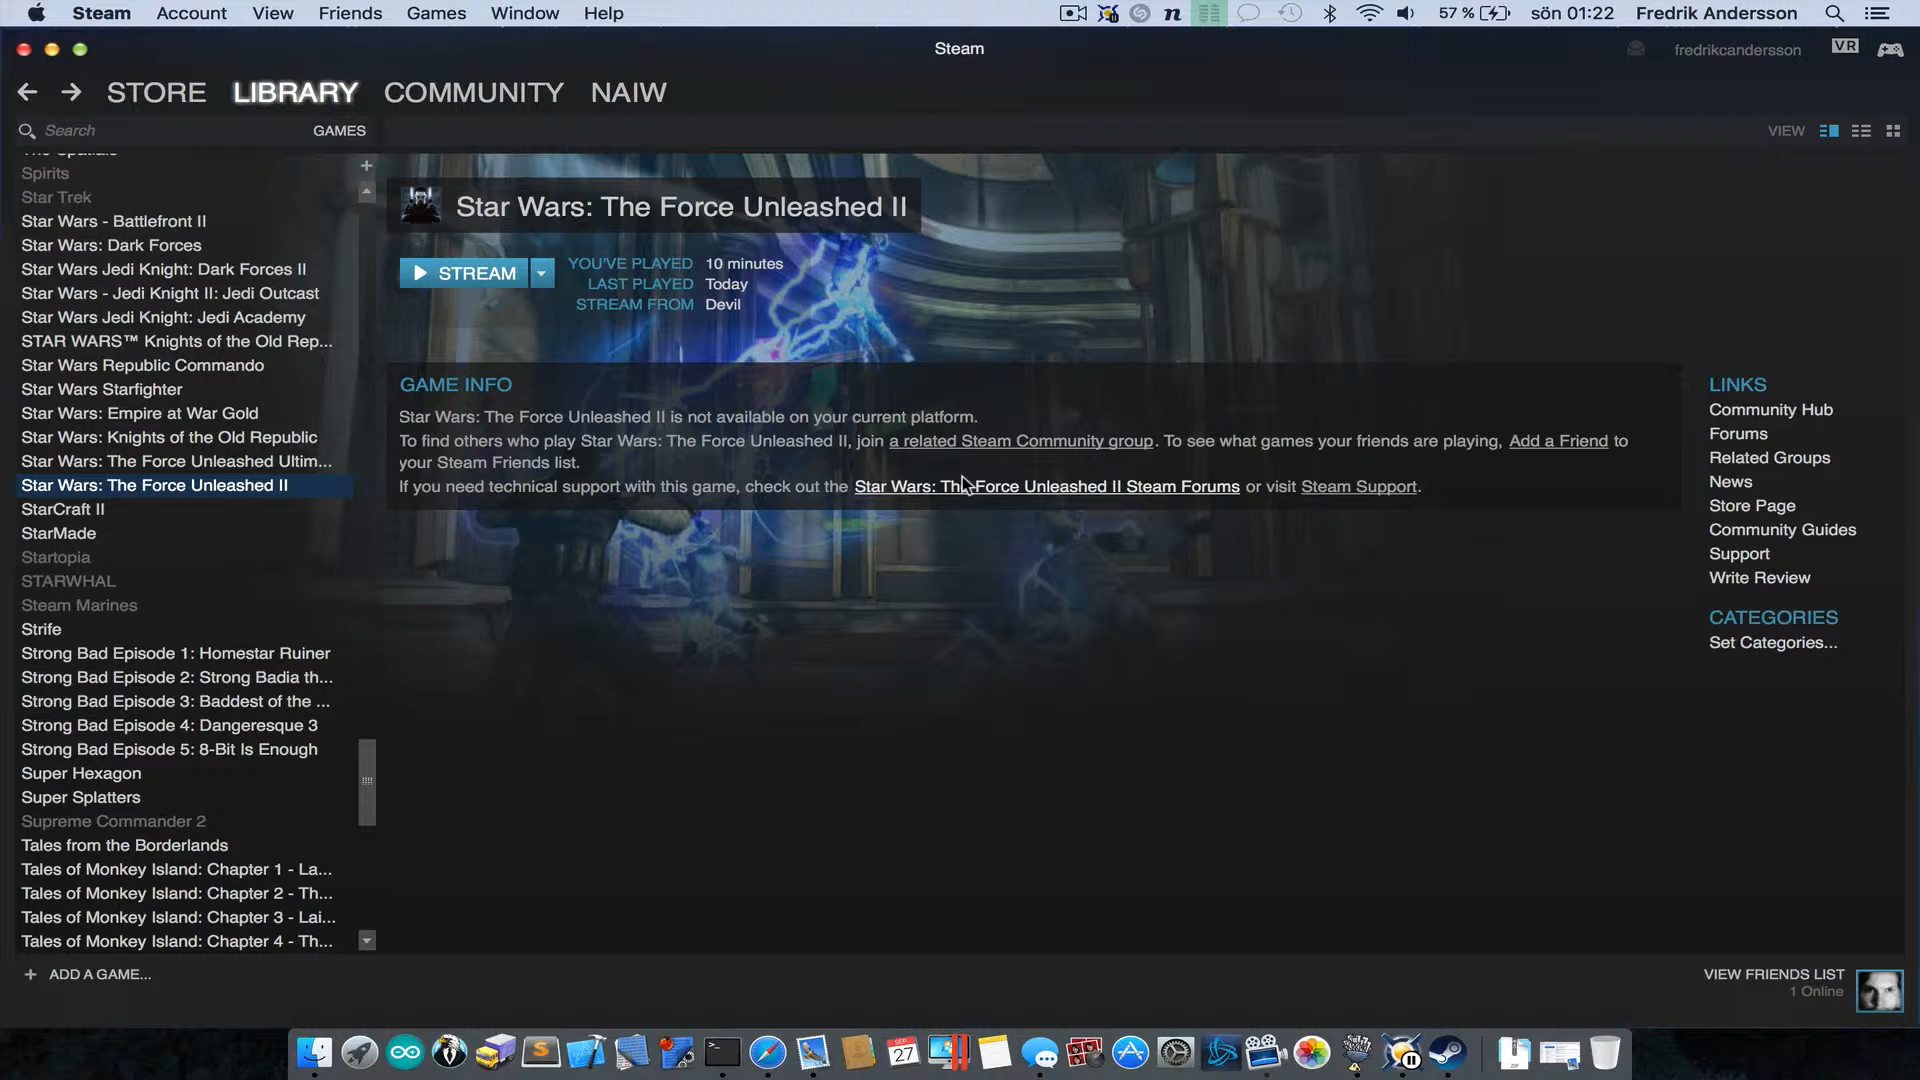 Steam Account View Friends Games Window Help 57 % sön 01:22 Fredrik Andersson
Steam
fredrikcandersson VR
STORE LIBRARY COMMUNITY NAIW
Search GAMES VIEW
The Spatials
Spirits
Star Trek
Star Wars - Battlefront II
Star Wars: Dark Forces
Star Wars Jedi Knight: Dark Forces II
Star Wars - Jedi Knight II: Jedi Outcast
Star Wars Jedi Knight: Jedi Academy
STAR WARS™ Knights of the Old Rep...
Star Wars Republic Commando
Star Wars Starfighter
Star Wars: Empire at War Gold
Star Wars: Knights of the Old Republic
Star Wars: The Force Unleashed Ultim...
Star Wars: The Force Unleashed II
StarCraft II
StarMade
Startopia
STARWHAL
Steam Marines
Strife
Strong Bad Episode 1: Homestar Ruiner
Strong Bad Episode 2: Strong Badia th...
Strong Bad Episode 3: Baddest of the ...
Strong Bad Episode 4: Dangeresque 3
Strong Bad Episode 5: 8-Bit Is Enough
Super Hexagon
Super Splatters
Supreme Commander 2
Tales from the Borderlands
Tales of Monkey Island: Chapter 1 - La...
Tales of Monkey Island: Chapter 2 - Th...
Tales of Monkey Island: Chapter 3 - Lai...
Tales of Monkey Island: Chapter 4 - Th...
+ ADD A GAME...
Star Wars: The Force Unleashed II
STREAM
YOU'VE PLAYED 10 minutes
LAST PLAYED Today
STREAM FROM Devil
GAME INFO
Star Wars: The Force Unleashed II is not available on your current platform.
To find others who play Star Wars: The Force Unleashed II, join a related Steam Community group. To see what games your friends are playing, Add a Friend to
your Steam Friends list.
If you need technical support with this game, check out the Star Wars: The Force Unleashed II Steam Forums or visit Steam Support.
LINKS
Community Hub
Forums
Related Groups
News
Store Page
Community Guides
Support
Write Review
CATEGORIES
Set Categories...
VIEW FRIENDS LIST
1 Online
27